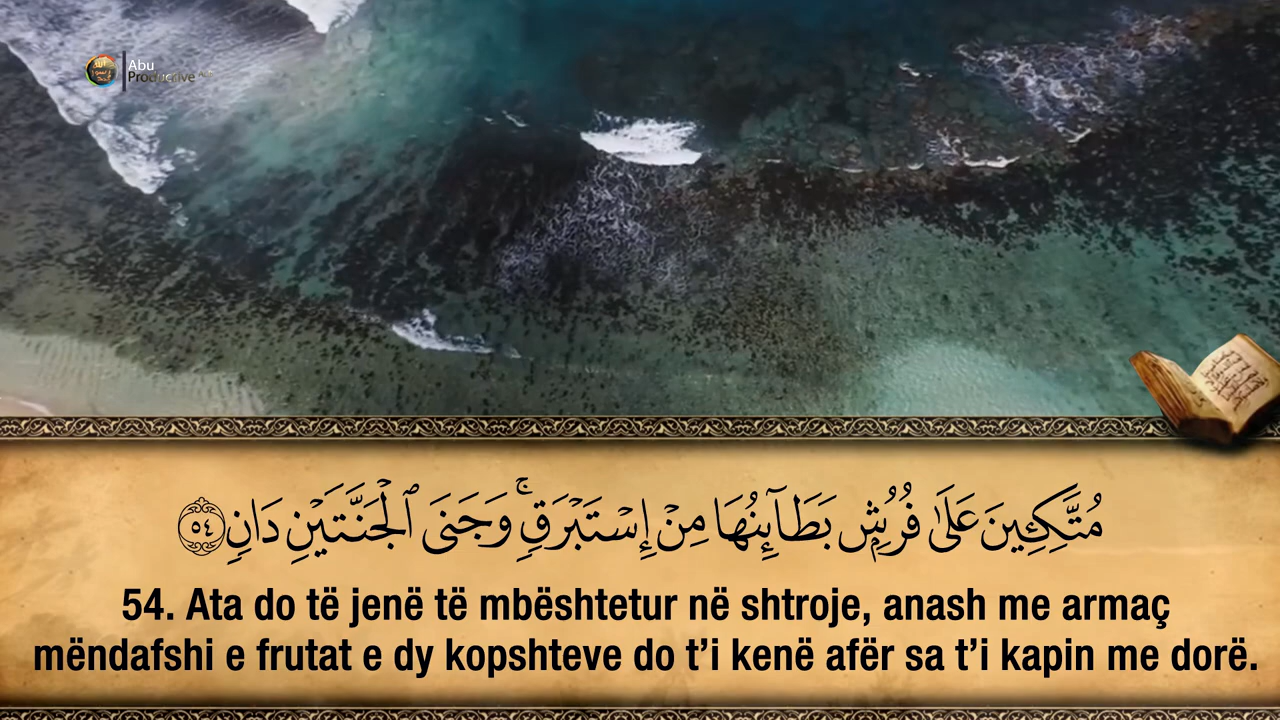 Abu
Productive
مُتَّكِـِٔينَ عَلَىٰ فُرُشِۭ بَطَآئِنُهَا مِنْ إِسْتَبْرَقٍۢ ۚ وَجَنَى ٱلْجَنَّتَيْنِ دَانٍۢ ٥٤
54. Ata do të jenë të mbështetur në shtroje, anash me armaç
mëndafshi e frutat e dy kopshteve do t’i kenë afër sa t’i kapin me dorë.